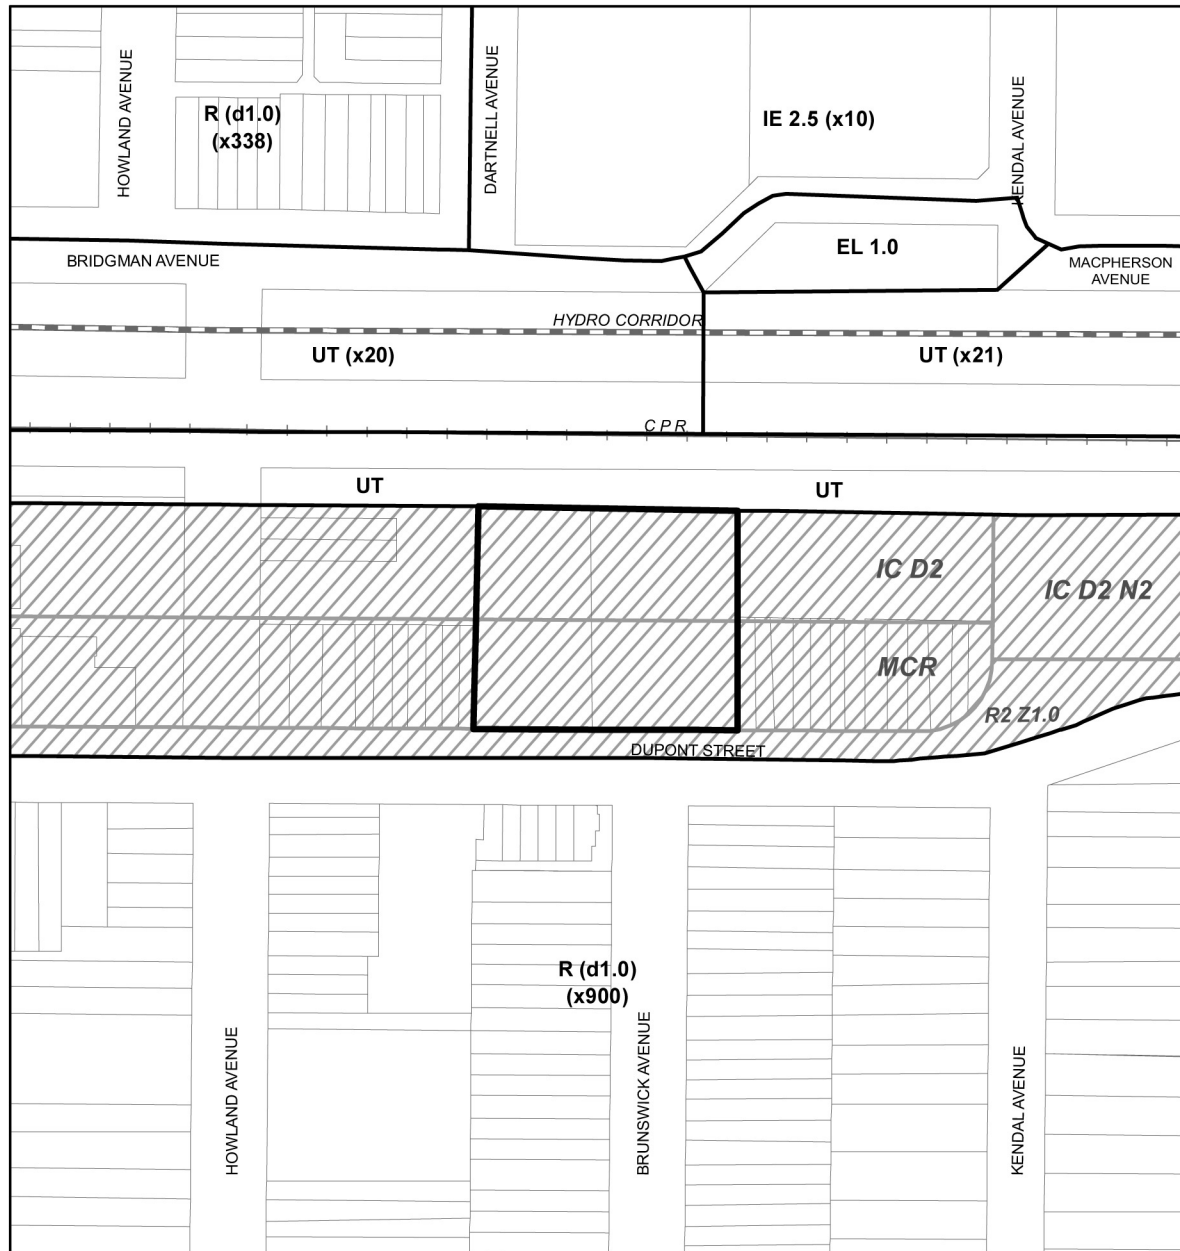 HOWLAND AVENUE
R (d1.0)
(x338)
DARTNELL AVENUE
IE 2.5 (x10)
KENDAL AVENUE
BRIDGMAN AVENUE
EL 1.0
MACPHERSON
AVENUE
HYDRO CORRIDOR
UT (x20)
UT (x21)
C P R
UT
UT
IC D2
IC D2 N2
MCR
R2 Z1.0
DUPONT STREET
R (d1.0)
(x900)
HOWLAND AVENUE
BRUNSWICK AVENUE
KENDAL AVENUE